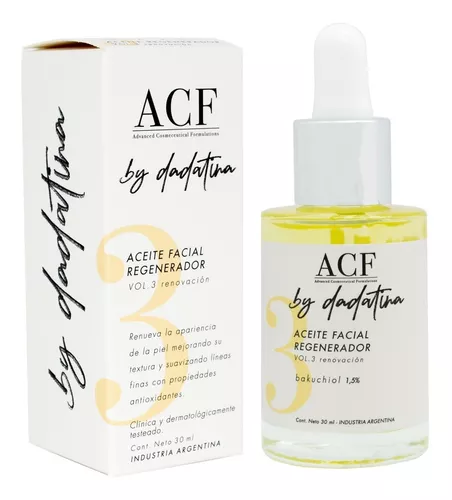 by dadatina
ACF
Advanced Cosmeceutical Formulations
by dadatina
3
ACEITE FACIAL
REGENERADOR
VOL.3 renovación
Renueva la apariencia
de la piel mejorando su
textura y suavizando líneas
finas con propiedades
antioxidantes.
Clínica y dermatológicamente
testeado.
Cont. Neto 30 ml
INDUSTRIA ARGENTINA
ACF
Advanced Cosmeceutical Formulations
by dadatina
3
ACEITE FACIAL
REGENERADOR
VOL.3 renovación
bakuchiol 1,5%
Cont. Neto 30 ml - INDUSTRIA ARGENTINA